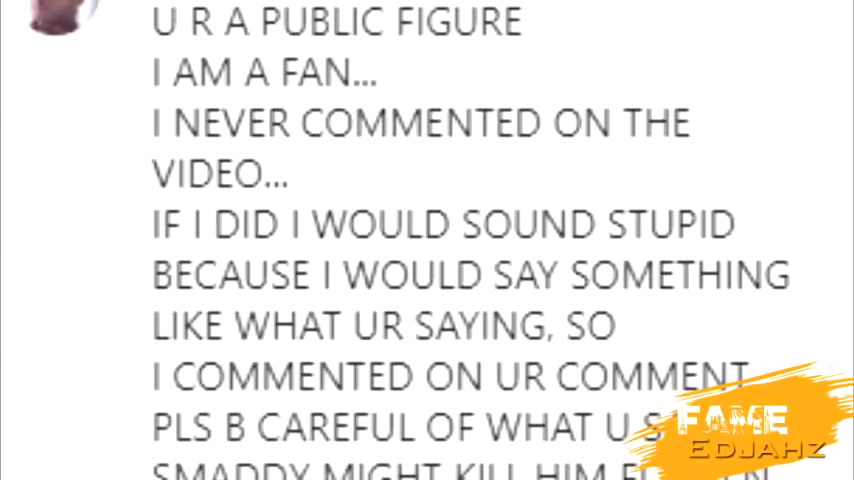 U R A PUBLIC FIGURE
I AM A FAN...
I NEVER COMMENTED ON THE
VIDEO...
IF I DID I WOULD SOUND STUPID
BECAUSE I WOULD SAY SOMETHING
LIKE WHAT UR SAYING, SO
I COMMENTED ON UR COMMENT
PLS B CAREFUL OF WHAT U
SMADDY MIGHT KILL HIM
FAME
EDJAHZ